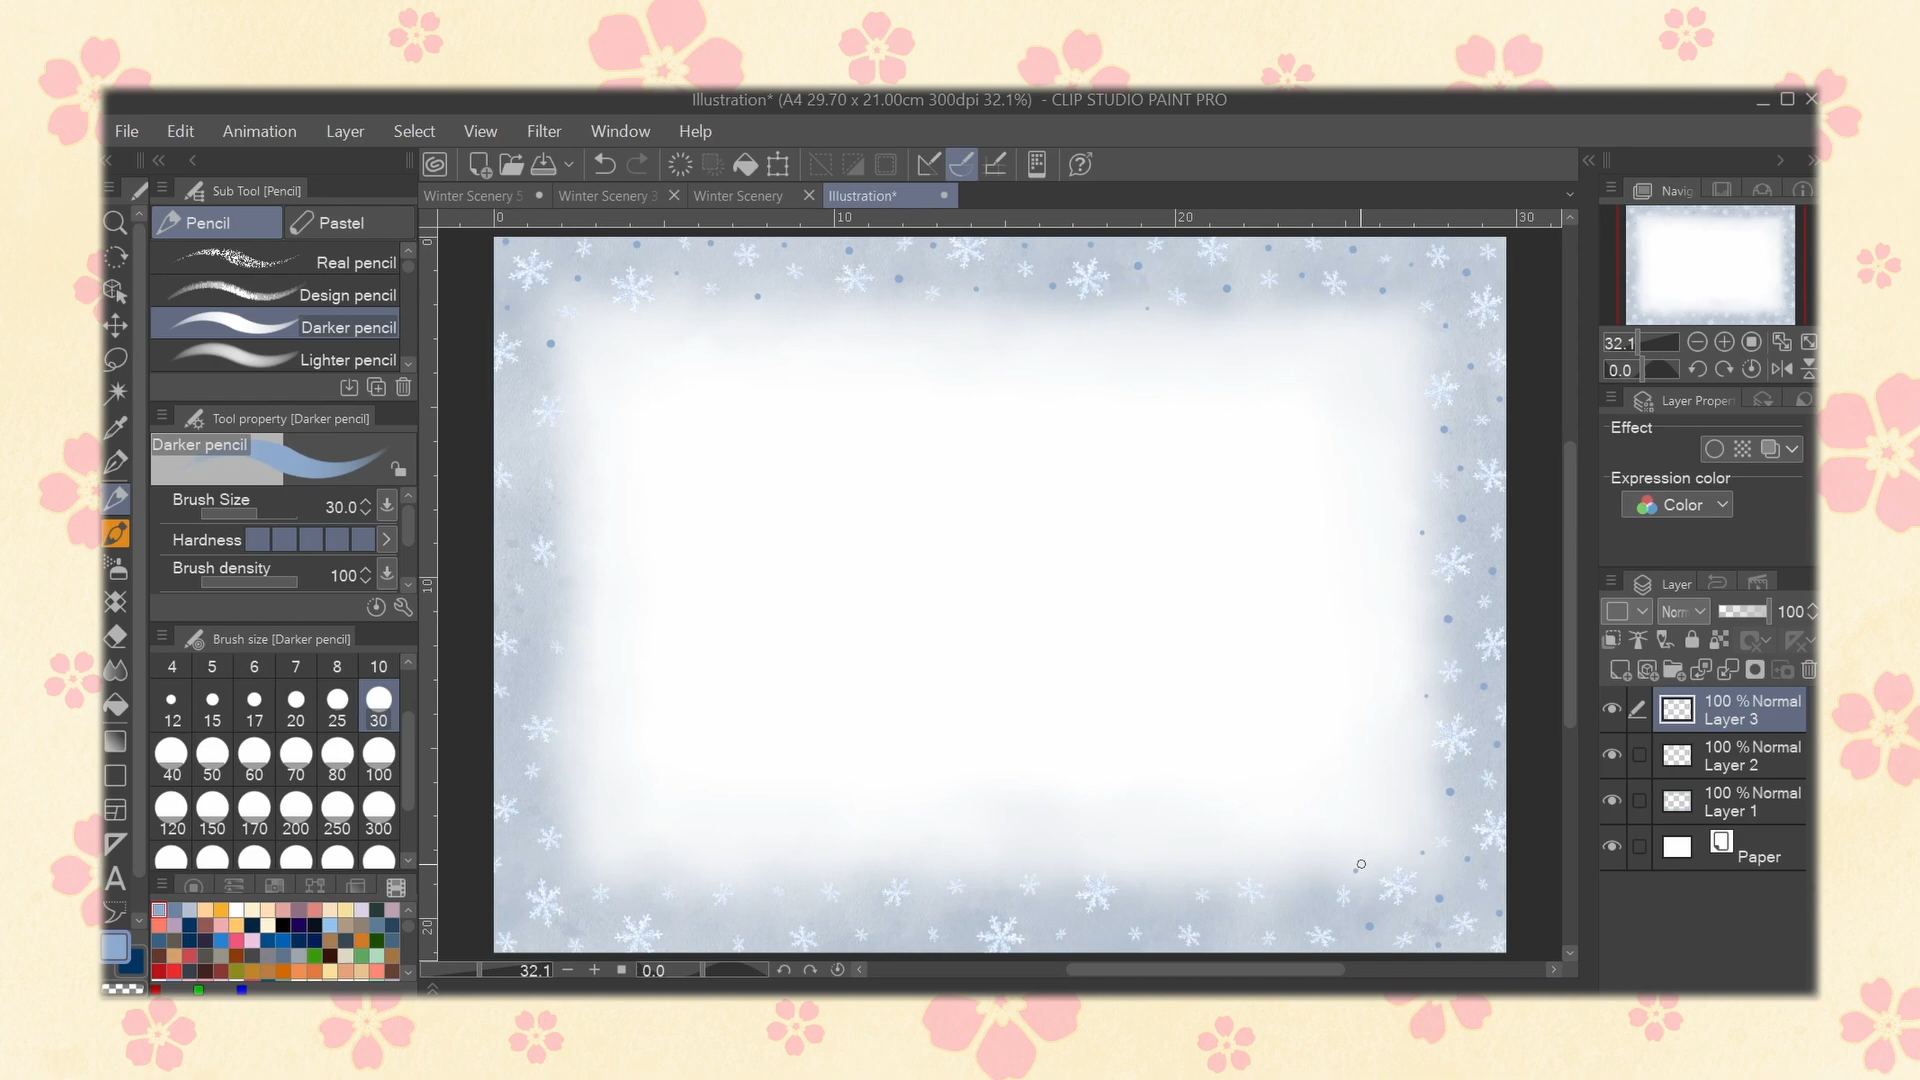 Illustration* (A4 29.70 x 21.00cm 300dpi 32.1%) - CLIP STUDIO PAINT PRO
File Edit Animation Layer Select View Filter Window Help
Sub Tool [Pencil]
Pencil Pastel
Real pencil
Design pencil
Darker pencil
Lighter pencil
Tool property [Darker pencil]
Darker pencil
Brush Size 30.0
Hardness
Brush density 100
Brush size [Darker pencil]
4 5 6 7 8 10
12 15 17 20 25 30
40 50 60 70 80 100
120 150 170 200 250 300
A
Winter Scenery 5 Winter Scenery 3 Winter Scenery Illustration*
0 10 20 30
0
10
20
32.1 0.0
Navig
32.1
0.0
Layer Proper
Effect
Expression color
Color
Layer
Norm 100
100 % Normal
Layer 3
100 % Normal
Layer 2
100 % Normal
Layer 1
Paper